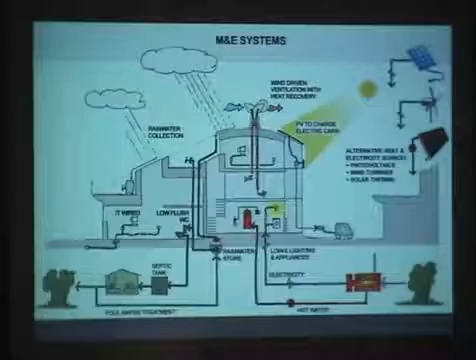 M&E SYSTEMS
WIND DRIVEN
VENTILATION WITH
HEAT RECOVERY
RAINWATER
COLLECTION
PV TO CHARGE
ELECTRIC CARS
ALTERNATIVE HEAT &
ELECTRICITY SOURCES
• PHOTOVOLTAICS
• WIND TURBINES
• SOLAR THERMAL
IT WIRED
LOW FLUSH
WC
RAINWATER
STORE
LOW E LIGHTING
& APPLIANCES
SEPTIC
TANK
ELECTRICITY
FOUL WATER TREATMENT
HOT WATER